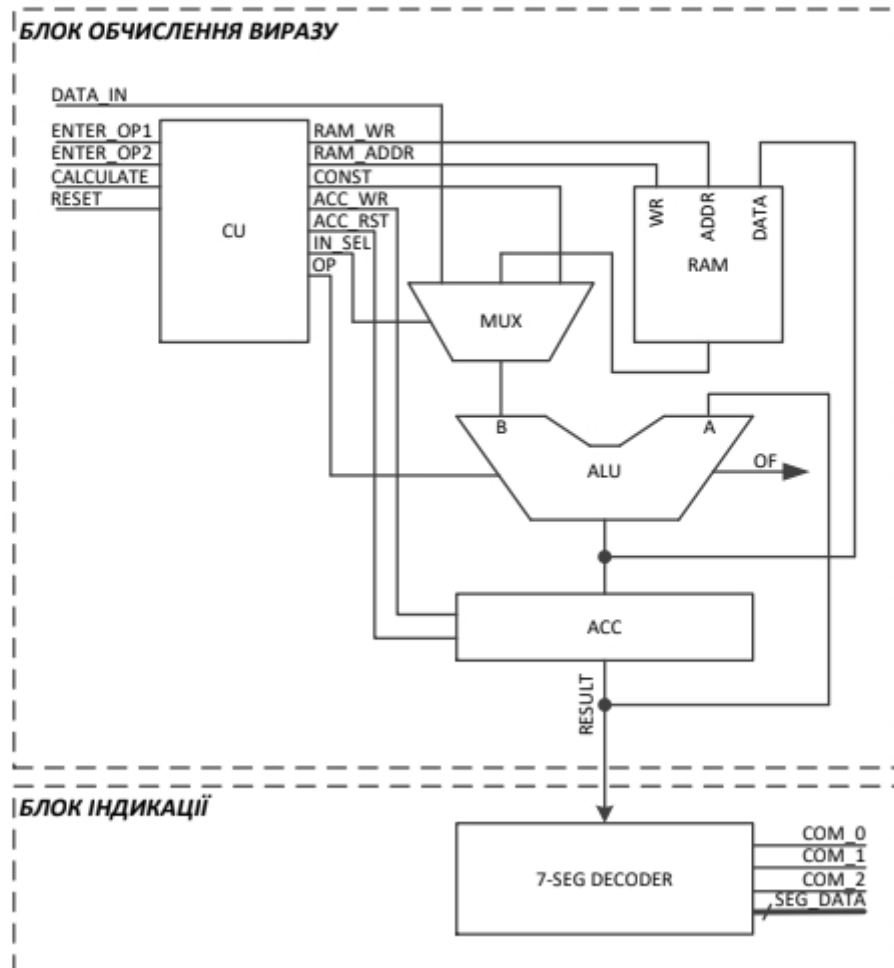 БЛОК ОБЧИСЛЕННЯ ВИРАЗУ
DATA_IN
ENTER_OP1
ENTER_OP2
CALCULATE
RESET
CU
RAM_WR
RAM_ADDR
CONST
ACC_WR
ACC_RST
IN_SEL
OP
WR
ADDR
DATA
RAM
MUX
B
A
ALU
OF
ACC
RESULT
БЛОК ІНДИКАЦІЇ
7-SEG DECODER
COM_0
COM_1
COM_2
SEG_DATA